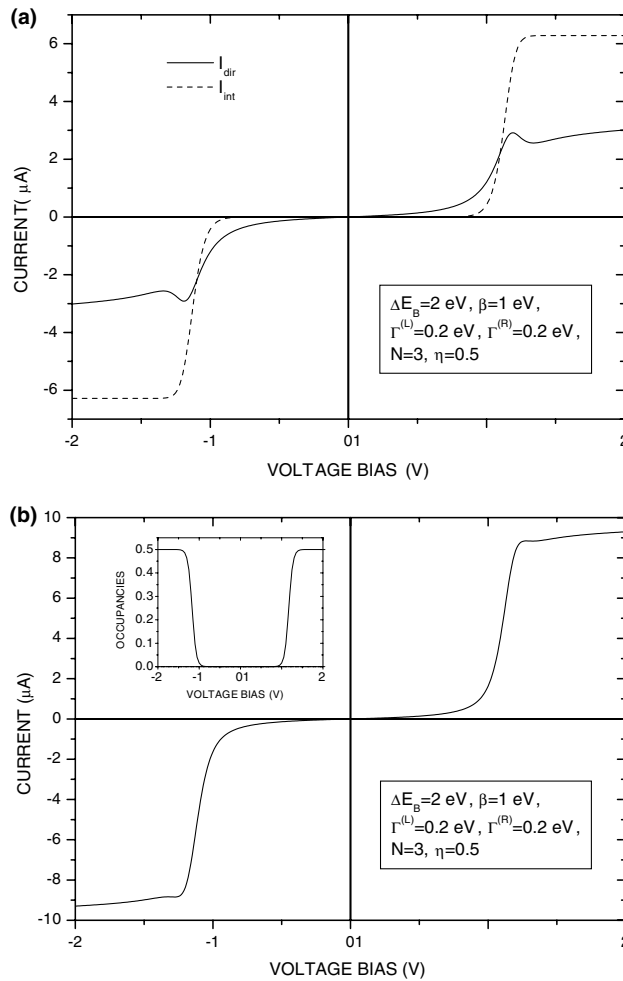 (a)
6
4
2
0
-2
-4
-6
CURRENT( μA)
I dir
I int
ΔE_B=2 eV, β=1 eV,
Γ^(L)=0.2 eV, Γ^(R)=0.2 eV,
N=3, η=0.5
-2 -1 01 2
VOLTAGE BIAS (V)
(b)
10
8
6
4
2
0
-2
-4
-6
-8
-10
CURRENT (μA)
0.5
0.4
0.3
0.2
0.1
0.0
OCCUPANCIES
-2 -1 01 2
VOLTAGE BIAS (V)
ΔE_B=2 eV, β=1 eV,
Γ^(L)=0.2 eV, Γ^(R)=0.2 eV,
N=3, η=0.5
-2 -1 01 2
VOLTAGE BIAS (V)